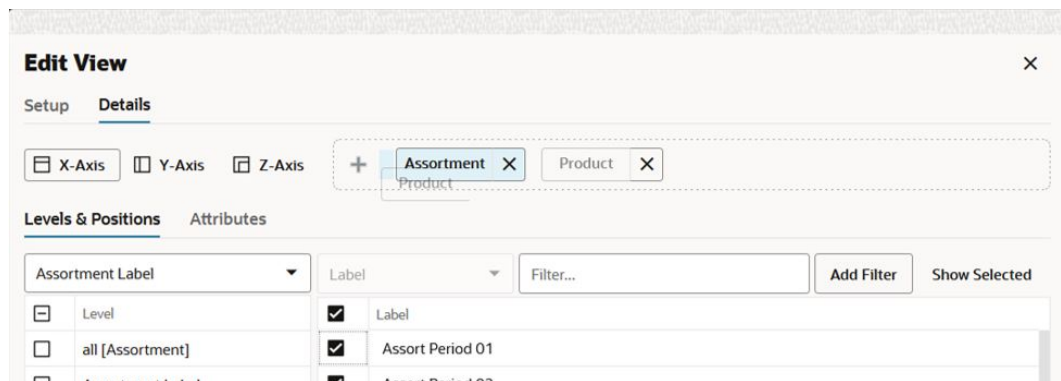 Edit View
Setup Details
X-Axis Y-Axis Z-Axis Assortment Product
Product
Levels & Positions Attributes
Assortment Label Label Filter... Add Filter Show Selected
Level Label
all [Assortment] Assort Period 01